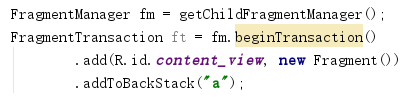 FragmentManager fm = getChildFragmentManager();
FragmentTransaction ft = fm.beginTransaction()
.add(R.id.content_view, new Fragment())
.addToBackStack("a");